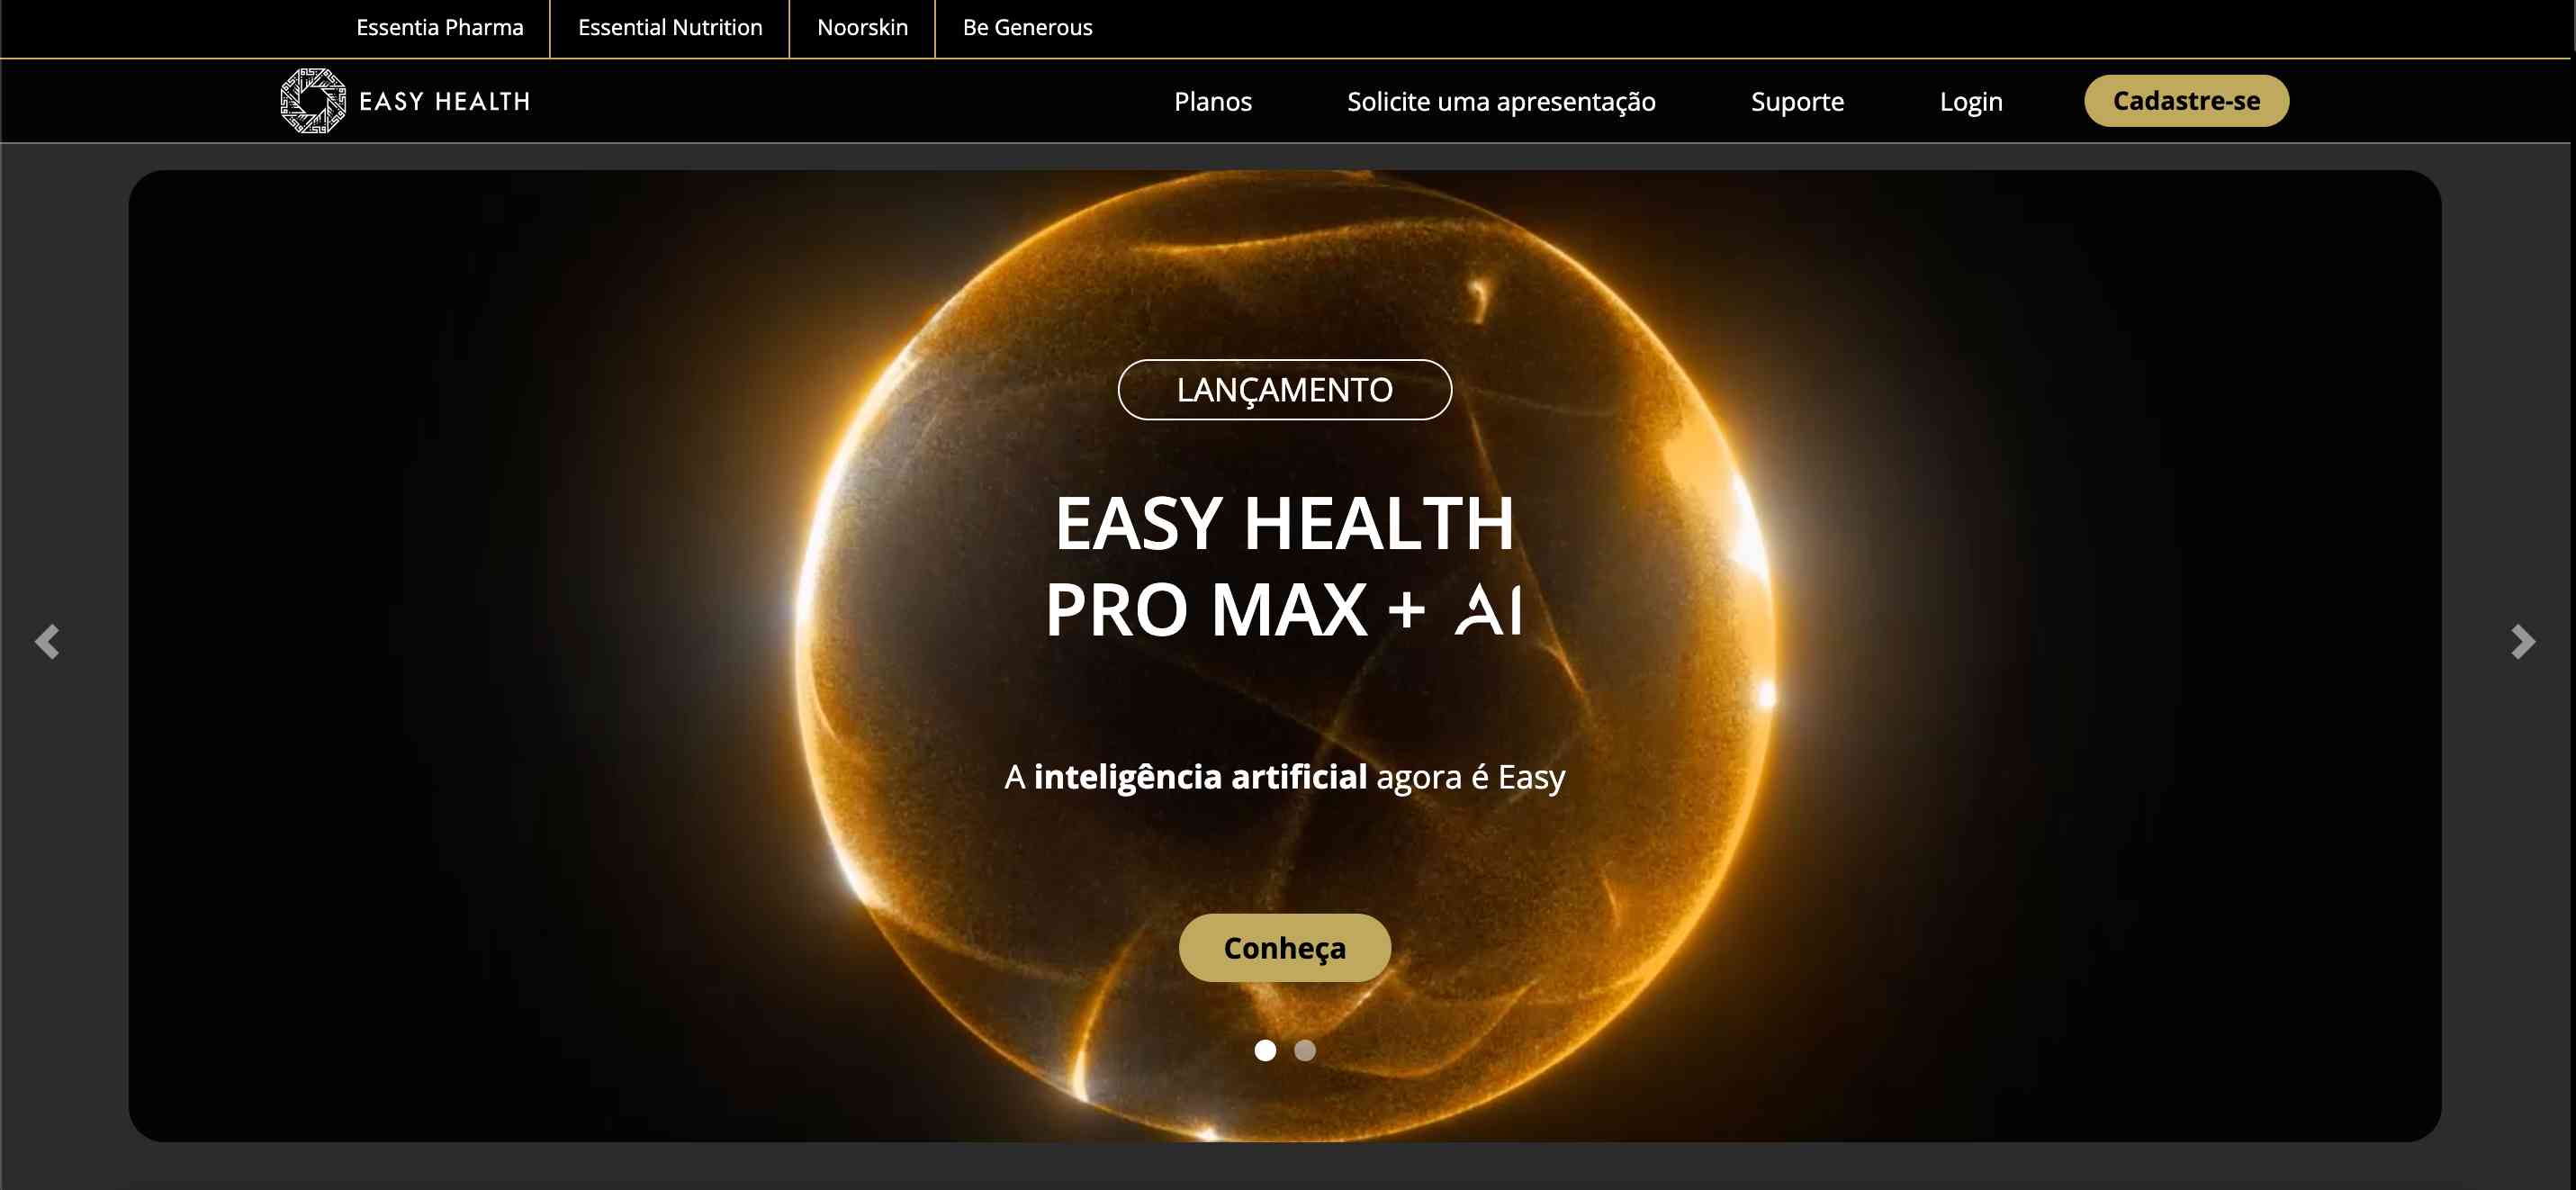 Essentia Pharma
Essential Nutrition
Noorskin
Be Generous
EASY HEALTH
Planos
Solicite uma apresentação
Suporte
Login
Cadastre-se
LANÇAMENTO
EASY HEALTH
PRO MAX + AI
A inteligência artificial agora é Easy
Conheça